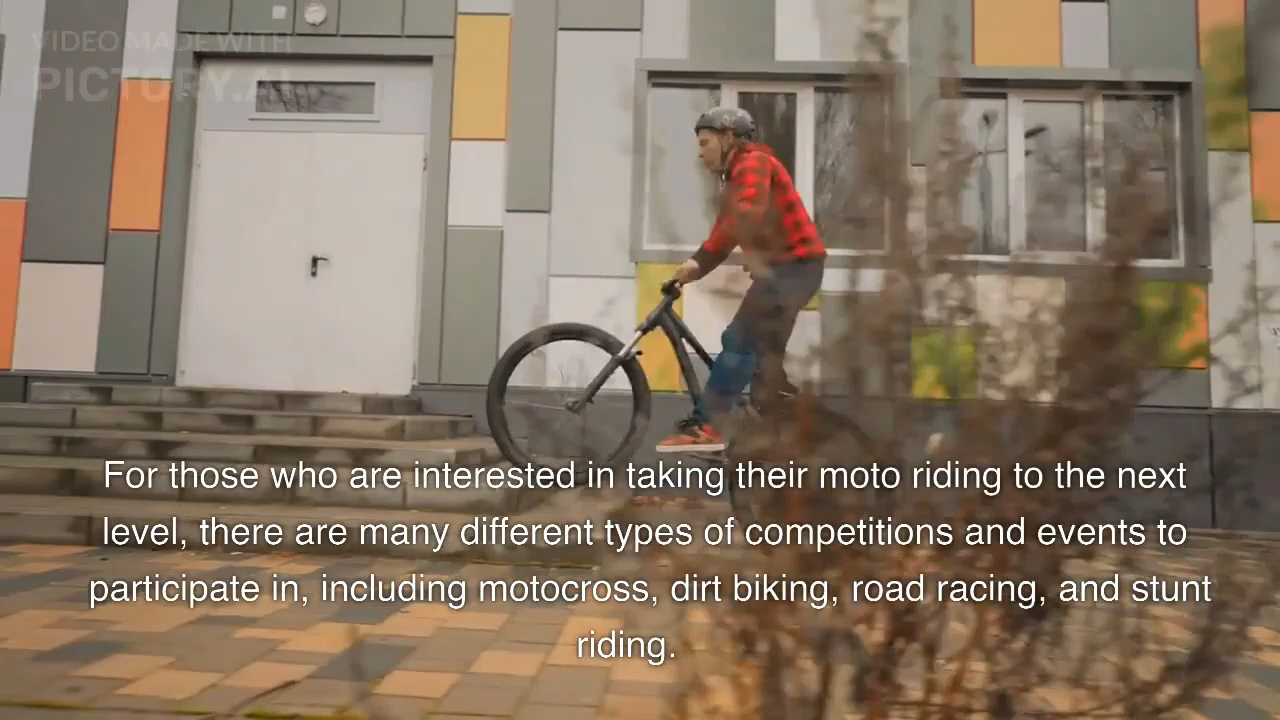 VIDEO MADE WITH
PICTORY.AI
For those who are interested in taking their moto riding to the next
level, there are many different types of competitions and events to
participate in, including motocross, dirt biking, road racing, and stunt
riding.